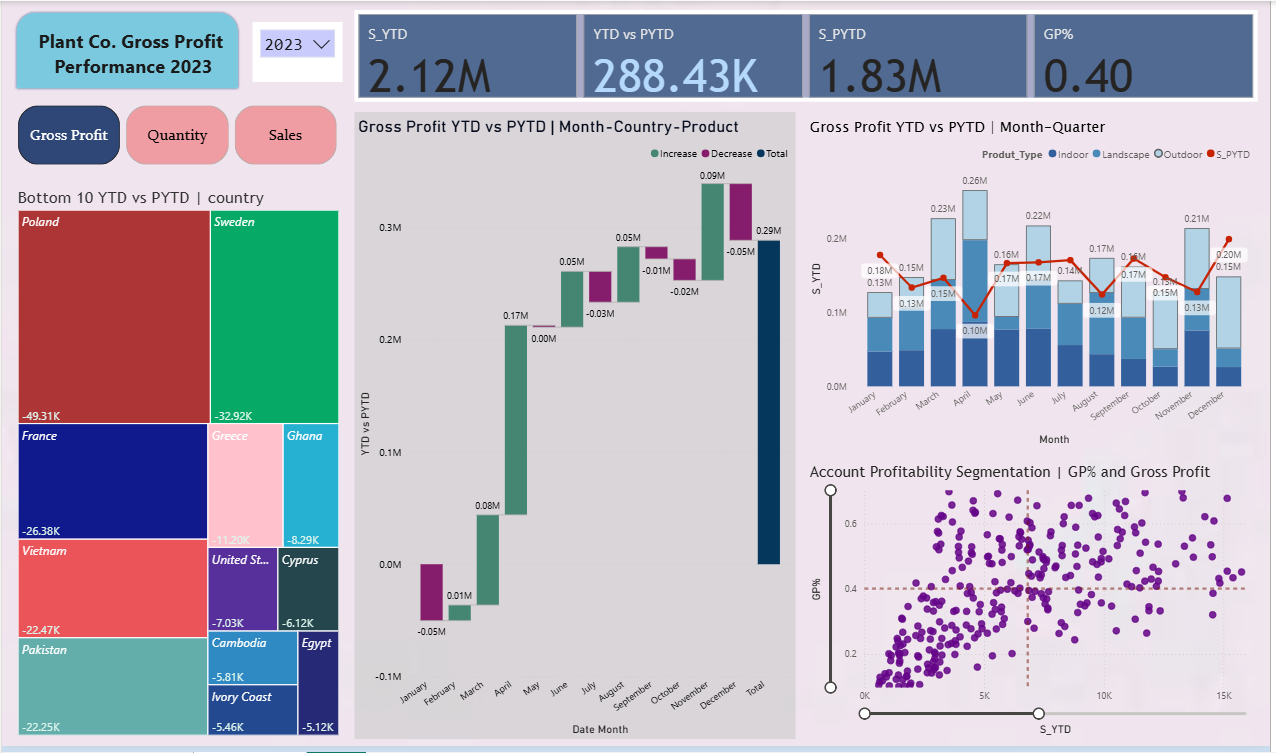 Plant Co. Gross Profit
Performance 2023
2023
S_YTD
2.12M
YTD vs PYTD
288.43K
S_PYTD
1.83M
GP%
0.40
Gross Profit
Quantity
Sales
Bottom 10 YTD vs PYTD | country
Poland
-49.31K
Sweden
-32.92K
France
-26.38K
Greece
-11.20K
Ghana
-8.29K
Vietnam
-22.47K
United St...
-7.03K
Cyprus
-6.12K
Pakistan
-22.25K
Cambodia
-5.81K
Ivory Coast
-5.46K
Egypt
-5.12K
Gross Profit YTD vs PYTD | Month-Country-Product
Increase Decrease Total
YTD vs PYTD
0.3M
0.2M
0.1M
0.0M
-0.1M
-0.05M
0.01M
0.08M
0.17M
0.00M
0.05M
-0.03M
0.05M
-0.01M
-0.02M
0.09M
-0.05M
0.29M
January
February
March
April
May
June
July
August
September
October
November
December
Total
Date Month
Gross Profit YTD vs PYTD | Month-Quarter
Produt_Type Indoor Landscape Outdoor S_PYTD
S_YTD
0.2M
0.1M
0.0M
0.18M
0.13M
0.15M
0.13M
0.23M
0.15M
0.26M
0.10M
0.16M
0.17M
0.22M
0.17M
0.14M
0.17M
0.12M
0.17M
0.15M
0.21M
0.13M
0.20M
0.15M
January
February
March
April
May
June
July
August
September
October
November
December
Month
Account Profitability Segmentation | GP% and Gross Profit
GP%
0.6
0.4
0.2
0K
5K
10K
15K
S_YTD